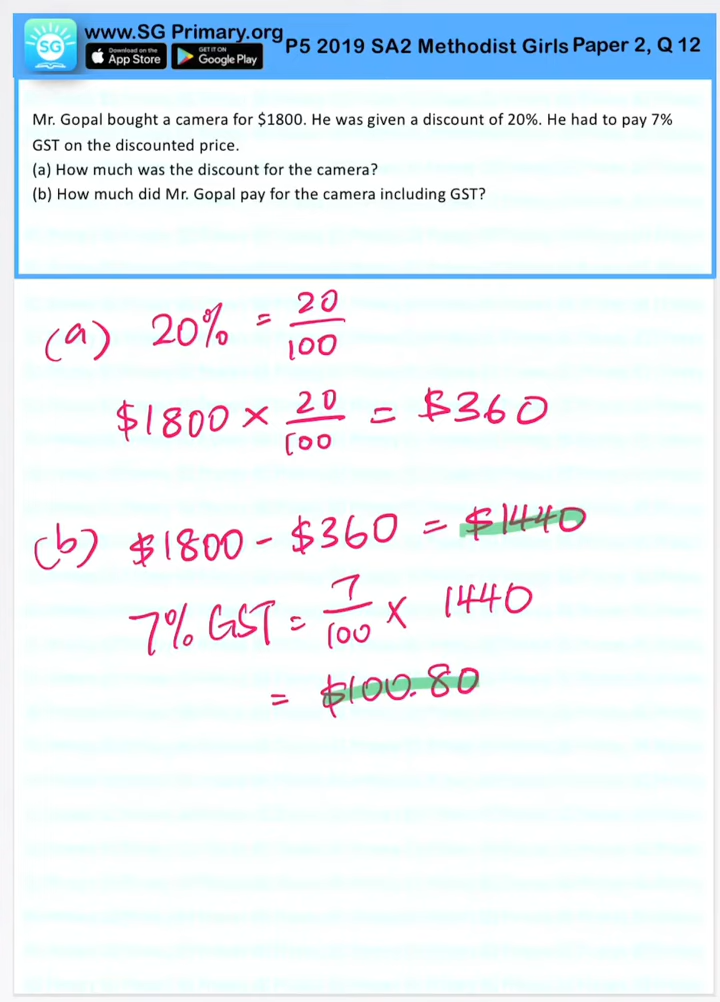 www.SG Primary.org
SG
Download on the
App Store
GET IT ON
Google Play
P5 2019 SA2 Methodist Girls Paper 2, Q 12
Mr. Gopal bought a camera for $1800. He was given a discount of 20%. He had to pay 7%
GST on the discounted price.
(a) How much was the discount for the camera?
(b) How much did Mr. Gopal pay for the camera including GST?
(a) 20% = 20/100
$1800 × 20/100 = $360
(b) $1800 - $360 = $1440
7% GST = 7/100 × 1440
= $100.80